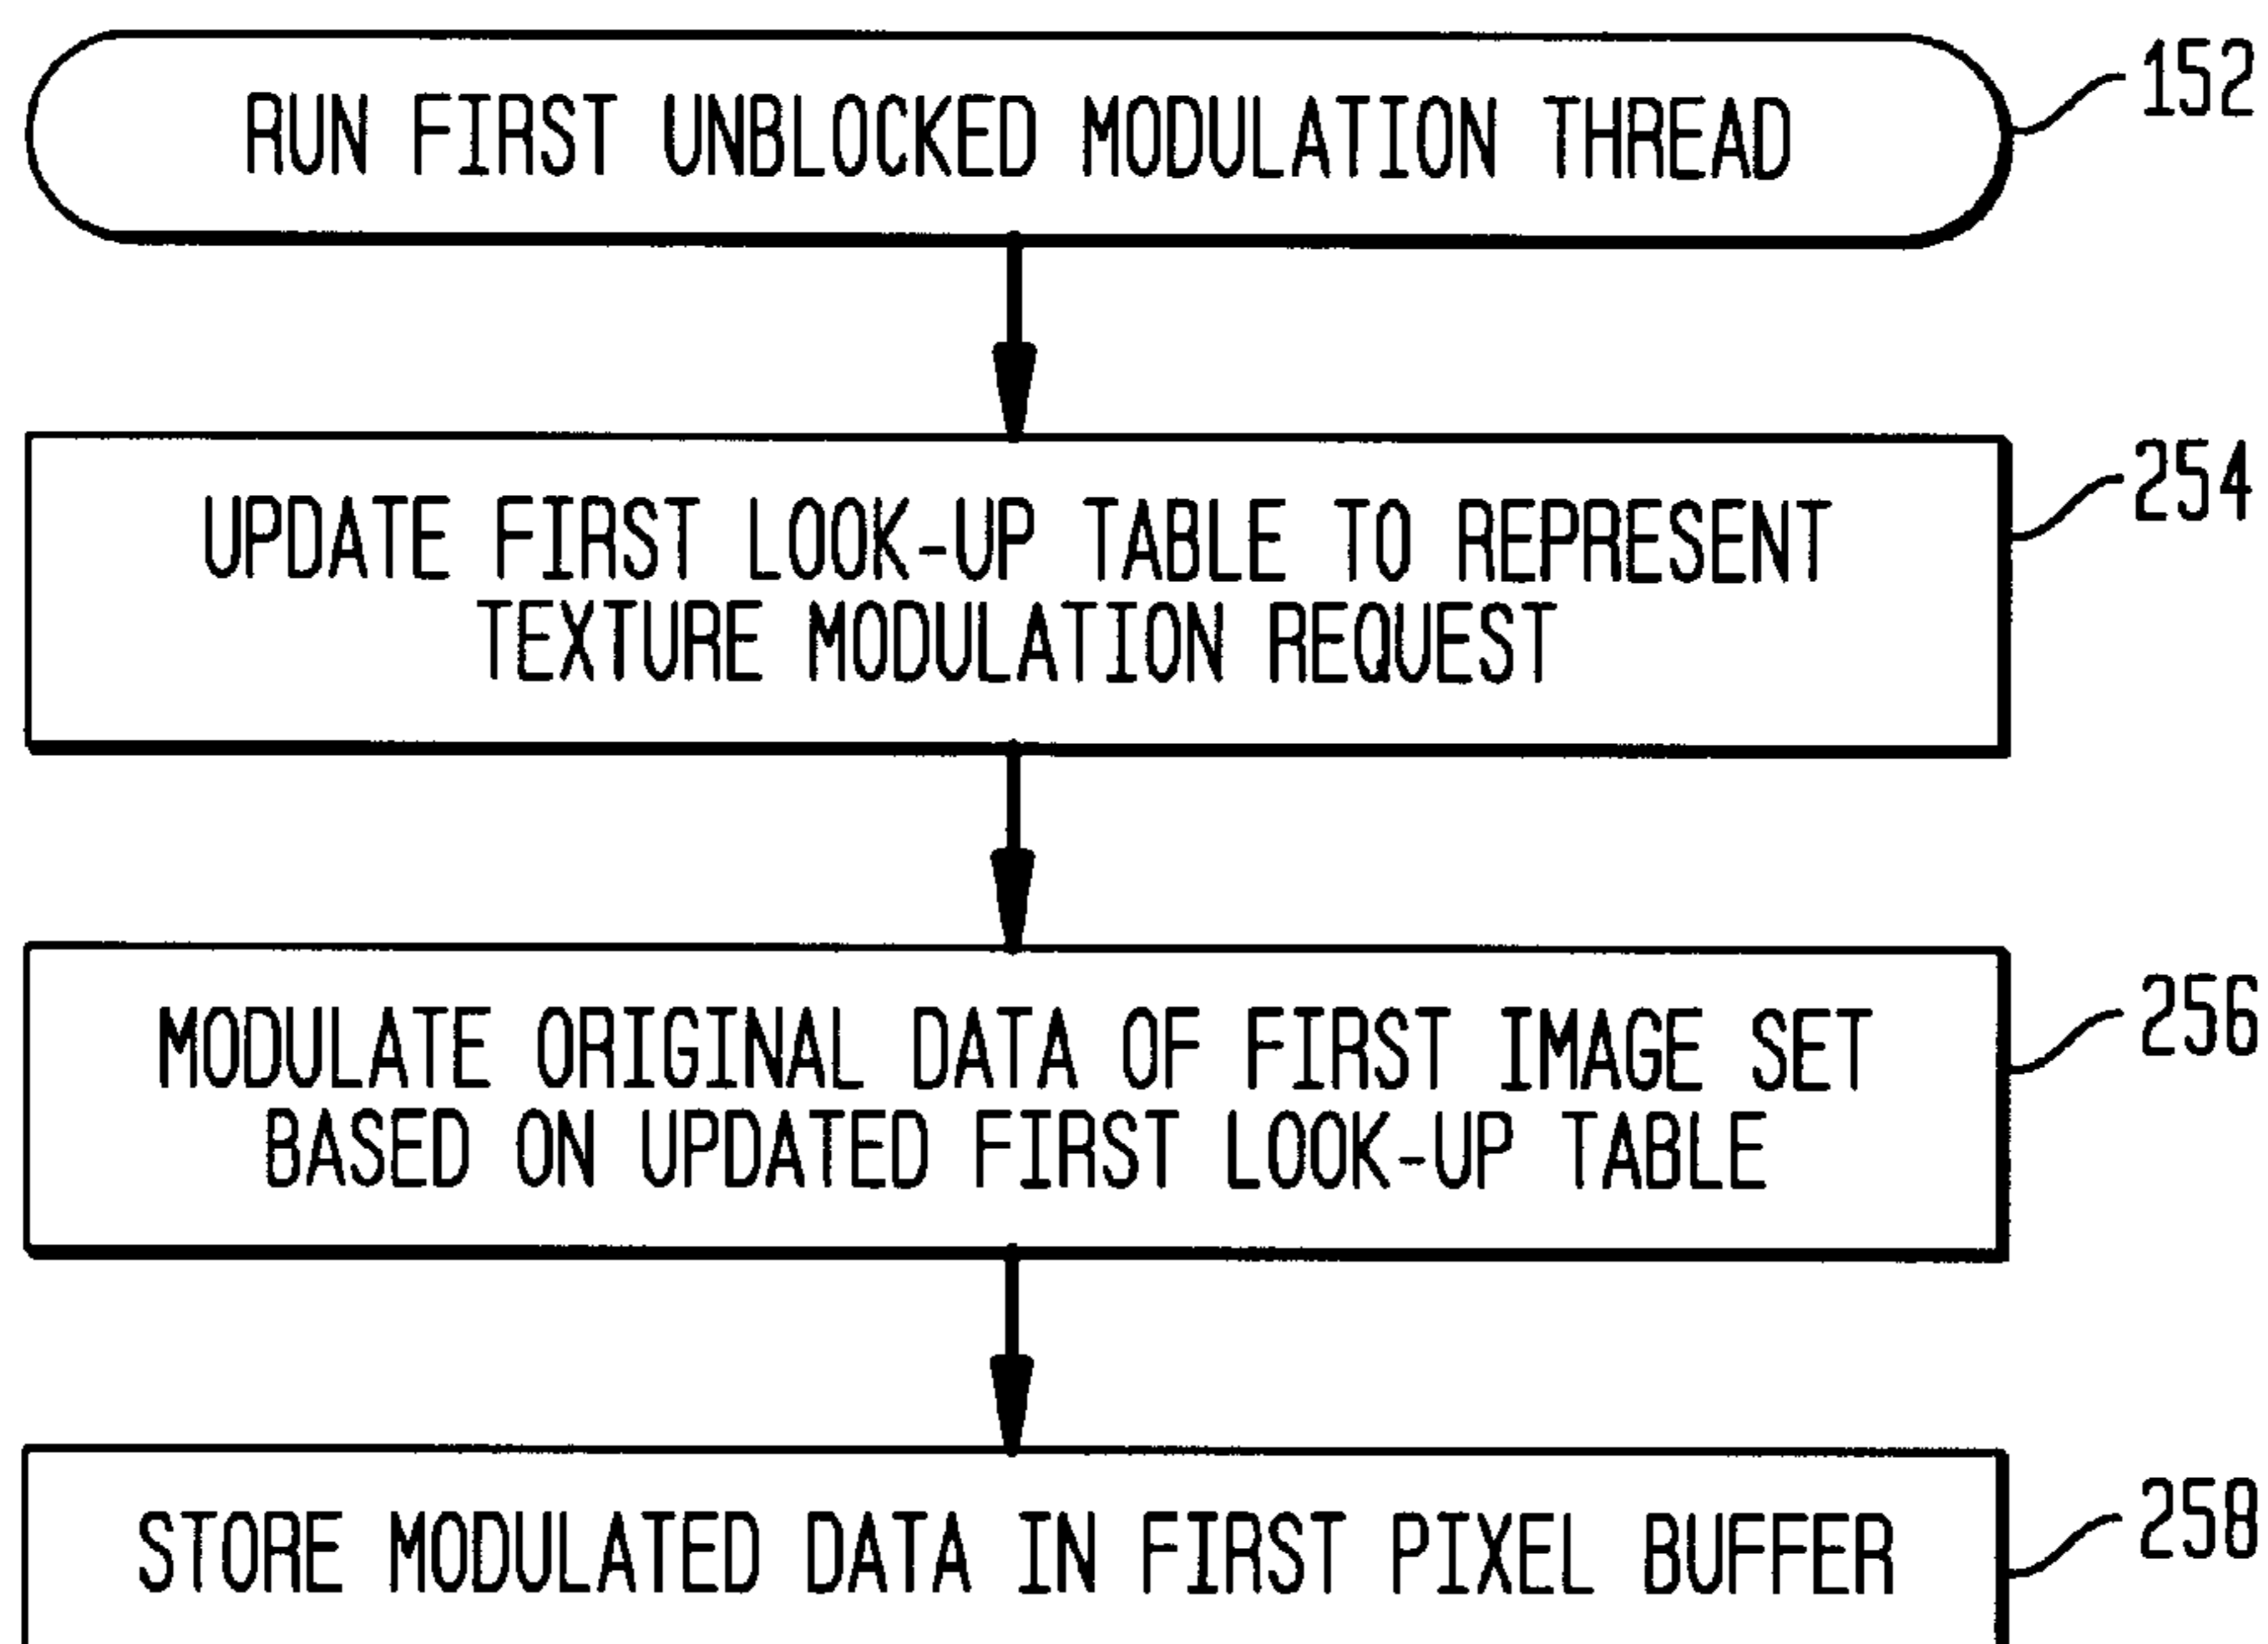 RUN FIRST UNBLOCKED MODULATION THREAD
152
UPDATE FIRST LOOK-UP TABLE TO REPRESENT
TEXTURE MODULATION REQUEST
254
MODULATE ORIGINAL DATA OF FIRST IMAGE SET
BASED ON UPDATED FIRST LOOK-UP TABLE
256
STORE MODULATED DATA IN FIRST PIXEL BUFFER
258